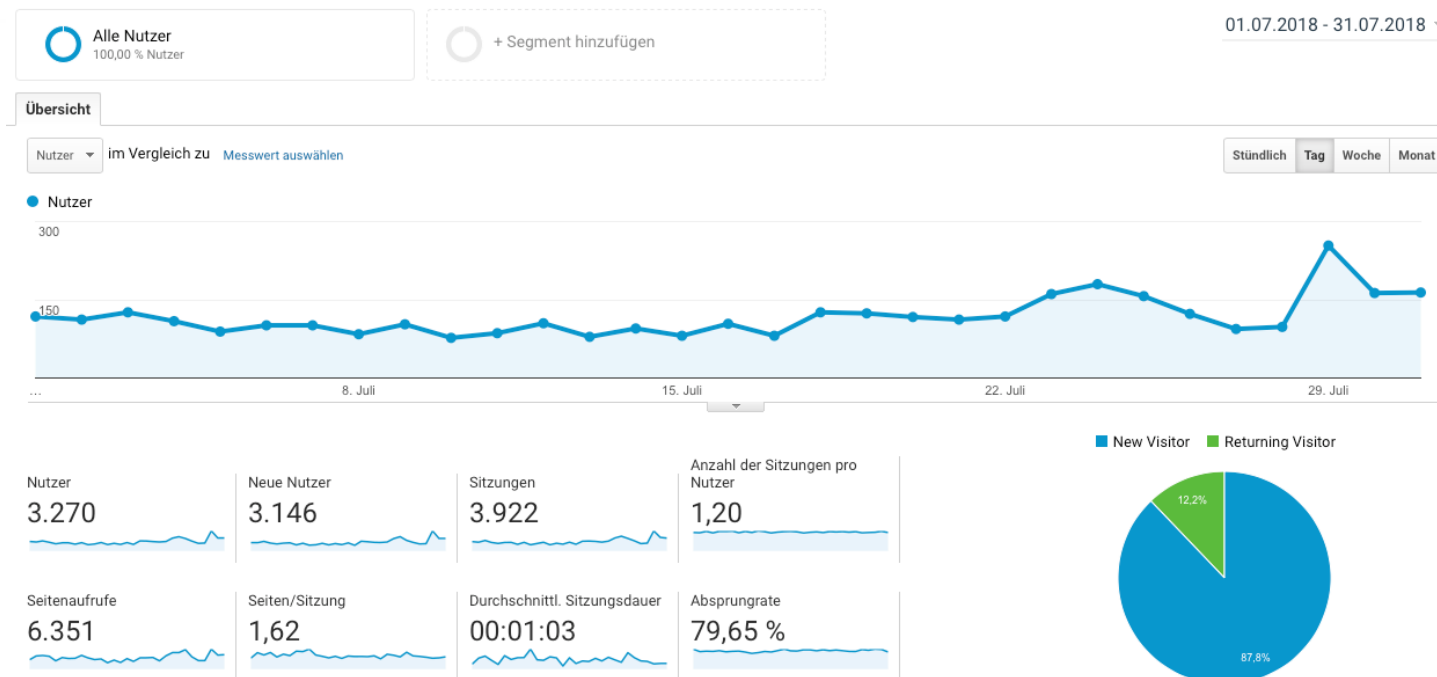 Alle Nutzer
100,00 % Nutzer
+ Segment hinzufügen
01.07.2018 - 31.07.2018
Übersicht
Nutzer im Vergleich zu Messwert auswählen
Stündlich Tag Woche Monat
Nutzer
300
150
... 8. Juli 15. Juli 22. Juli 29. Juli
New Visitor Returning Visitor
Nutzer
3.270
Neue Nutzer
3.146
Sitzungen
3.922
Anzahl der Sitzungen pro
Nutzer
1,20
12,2%
Seitenaufrufe
6.351
Seiten/Sitzung
1,62
Durchschnittl. Sitzungsdauer
00:01:03
Absprungrate
79,65 %
87,8%